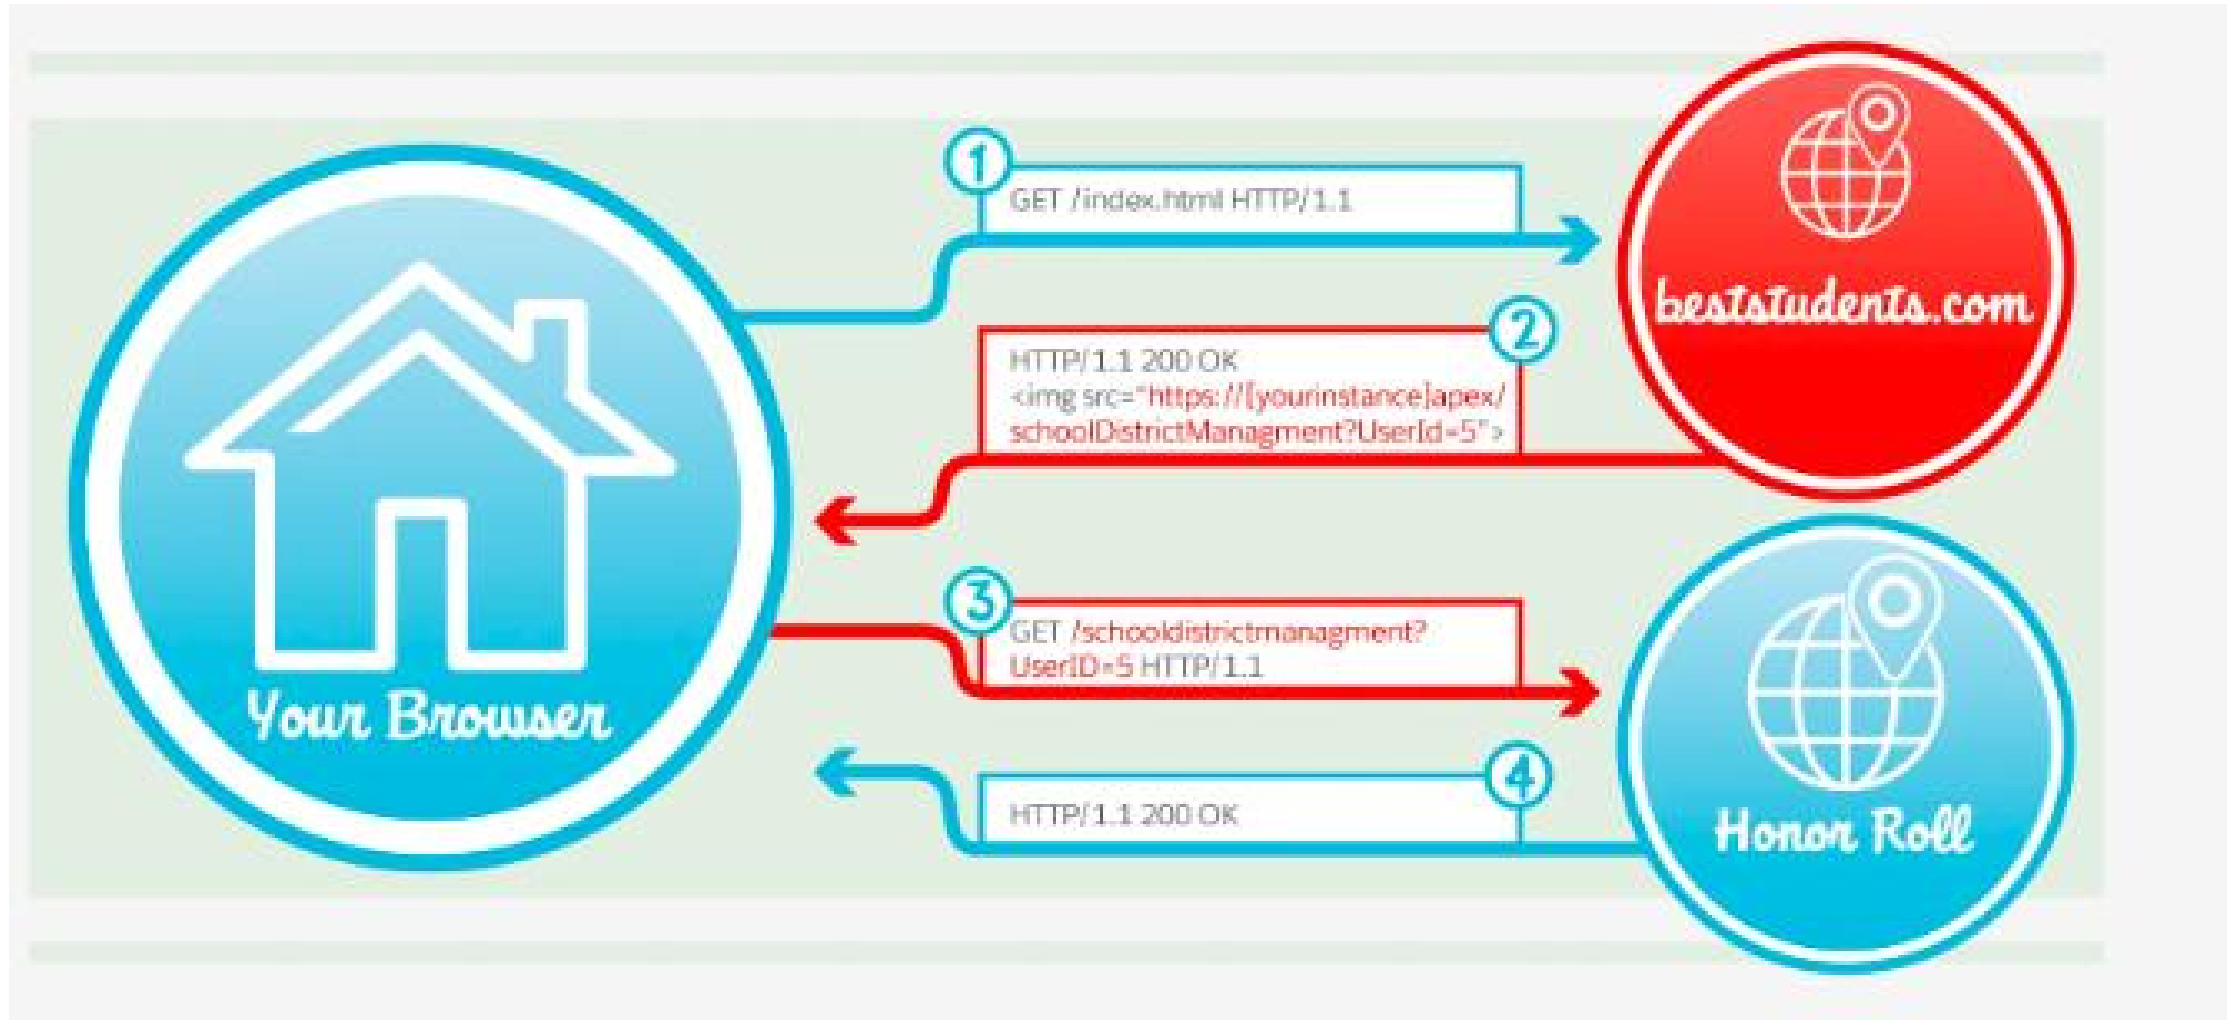 1
GET /index.html HTTP/1.1
beststudents.com
2
HTTP/1.1 200 OK
<img src="https://[yourinstance]apex/
schoolDistrictManagment?UserId=5">
3
GET /schooldistrictmanagment?
UserID=5 HTTP/1.1
Your Browser
4
HTTP/1.1 200 OK
Honor Roll